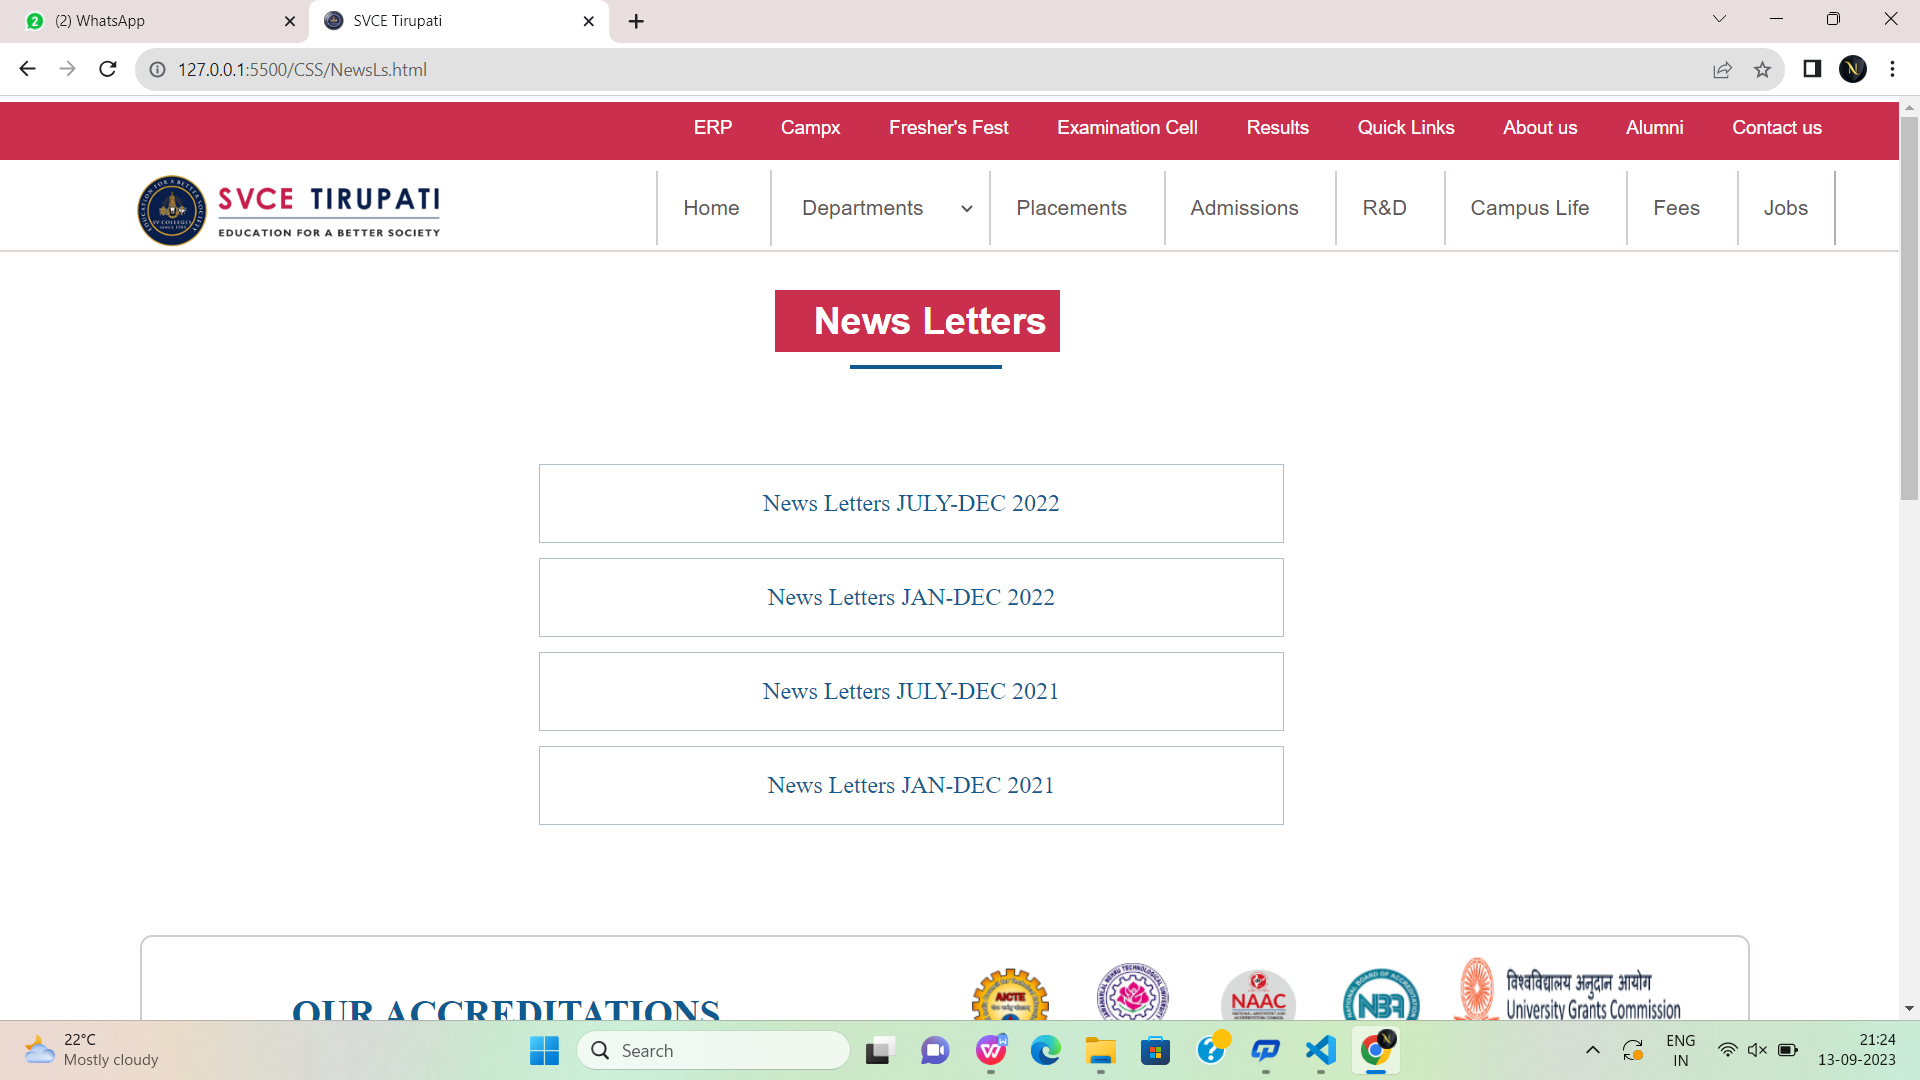 (2) WhatsApp
SVCE Tirupati
127.0.0.1:5500/CSS/NewsLs.html
ERP Campx Fresher's Fest Examination Cell Results Quick Links About us Alumni Contact us
SVCE TIRUPATI
EDUCATION FOR A BETTER SOCIETY
Home Departments Placements Admissions R&D Campus Life Fees Jobs
News Letters
News Letters JULY-DEC 2022
News Letters JAN-DEC 2022
News Letters JULY-DEC 2021
News Letters JAN-DEC 2021
OUR ACCREDITATIONS
AICTE
NAAC
NBA
विश्वविद्यालय अनुदान आयोग
University Grants Commission
22°C
Mostly cloudy
Search
ENG
IN
21:24
13-09-2023